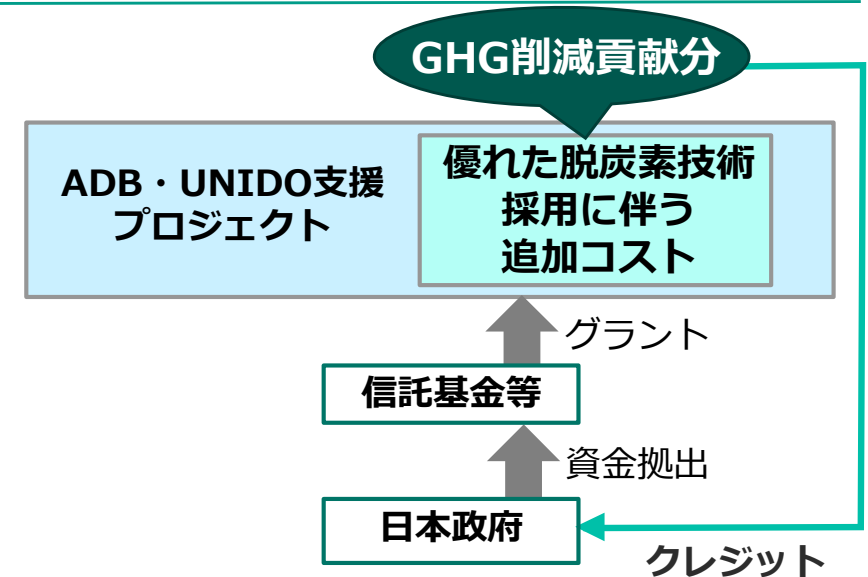 GHG削減貢献分
ADB・UNIDO支援
プロジェクト
優れた脱炭素技術
採用に伴う
追加コスト
グラント
信託基金等
資金拠出
日本政府
クレジット